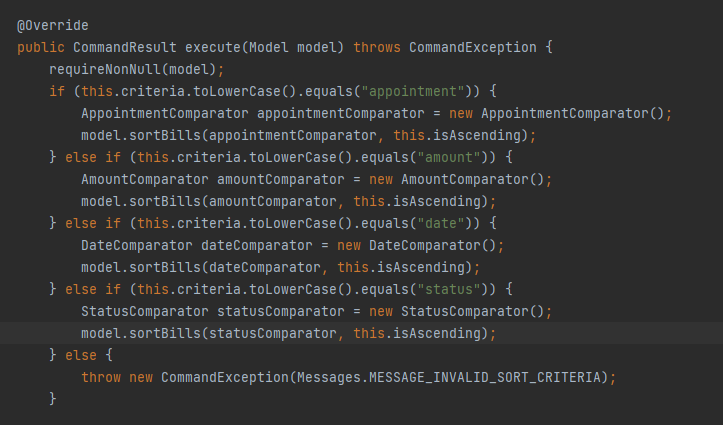 @Override
public CommandResult execute(Model model) throws CommandException {
    requireNonNull(model);
    if (this.criteria.toLowerCase().equals("appointment")) {
        AppointmentComparator appointmentComparator = new AppointmentComparator();
        model.sortBills(appointmentComparator, this.isAscending);
    } else if (this.criteria.toLowerCase().equals("amount")) {
        AmountComparator amountComparator = new AmountComparator();
        model.sortBills(amountComparator, this.isAscending);
    } else if (this.criteria.toLowerCase().equals("date")) {
        DateComparator dateComparator = new DateComparator();
        model.sortBills(dateComparator, this.isAscending);
    } else if (this.criteria.toLowerCase().equals("status")) {
        StatusComparator statusComparator = new StatusComparator();
        model.sortBills(statusComparator, this.isAscending);
    } else {
        throw new CommandException(Messages.MESSAGE_INVALID_SORT_CRITERIA);
    }